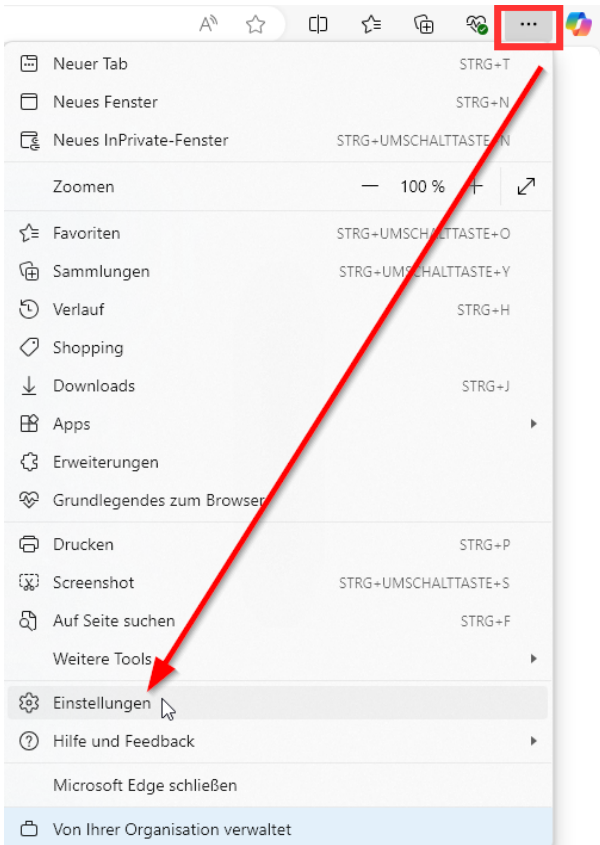 Neuer Tab STRG+T
Neues Fenster STRG+N
Neues InPrivate-Fenster STRG+UMSCHALTTASTE+N
Zoomen — 100 % +
Favoriten STRG+UMSCHALTTASTE+O
Sammlungen STRG+UMSCHALTTASTE+Y
Verlauf STRG+H
Shopping
Downloads STRG+J
Apps
Erweiterungen
Grundlegendes zum Browser
Drucken STRG+P
Screenshot STRG+UMSCHALTTASTE+S
Auf Seite suchen STRG+F
Weitere Tools
Einstellungen
Hilfe und Feedback
Microsoft Edge schließen
Von Ihrer Organisation verwaltet